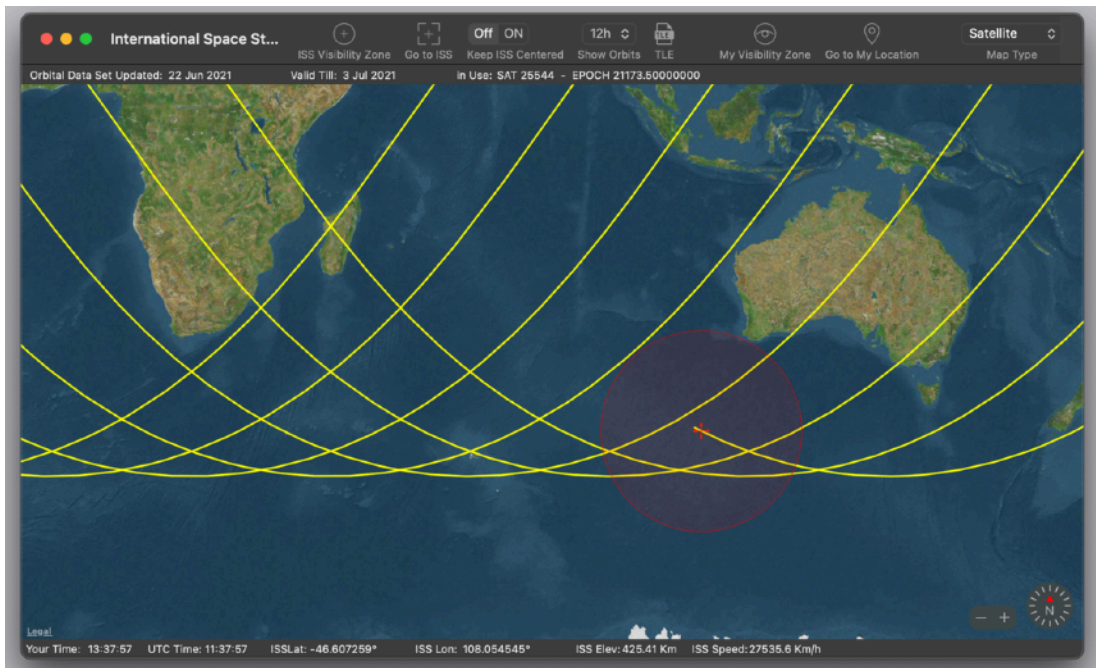 International Space St...
ISS Visibility Zone
Go to ISS
Off ON
Keep ISS Centered
12h
Show Orbits
TLE
TLE
My Visibility Zone
Go to My Location
Satellite
Map Type
Orbital Data Set Updated: 22 Jun 2021 Valid Till: 3 Jul 2021 in Use: SAT 25544 - EPOCH 21173.50000000
N
Legal
Your Time: 13:37:57 UTC Time: 11:37:57 ISSLat: -46.607259° ISS Lon: 108.054545° ISS Elev: 425.41 Km ISS Speed: 27535.6 Km/h